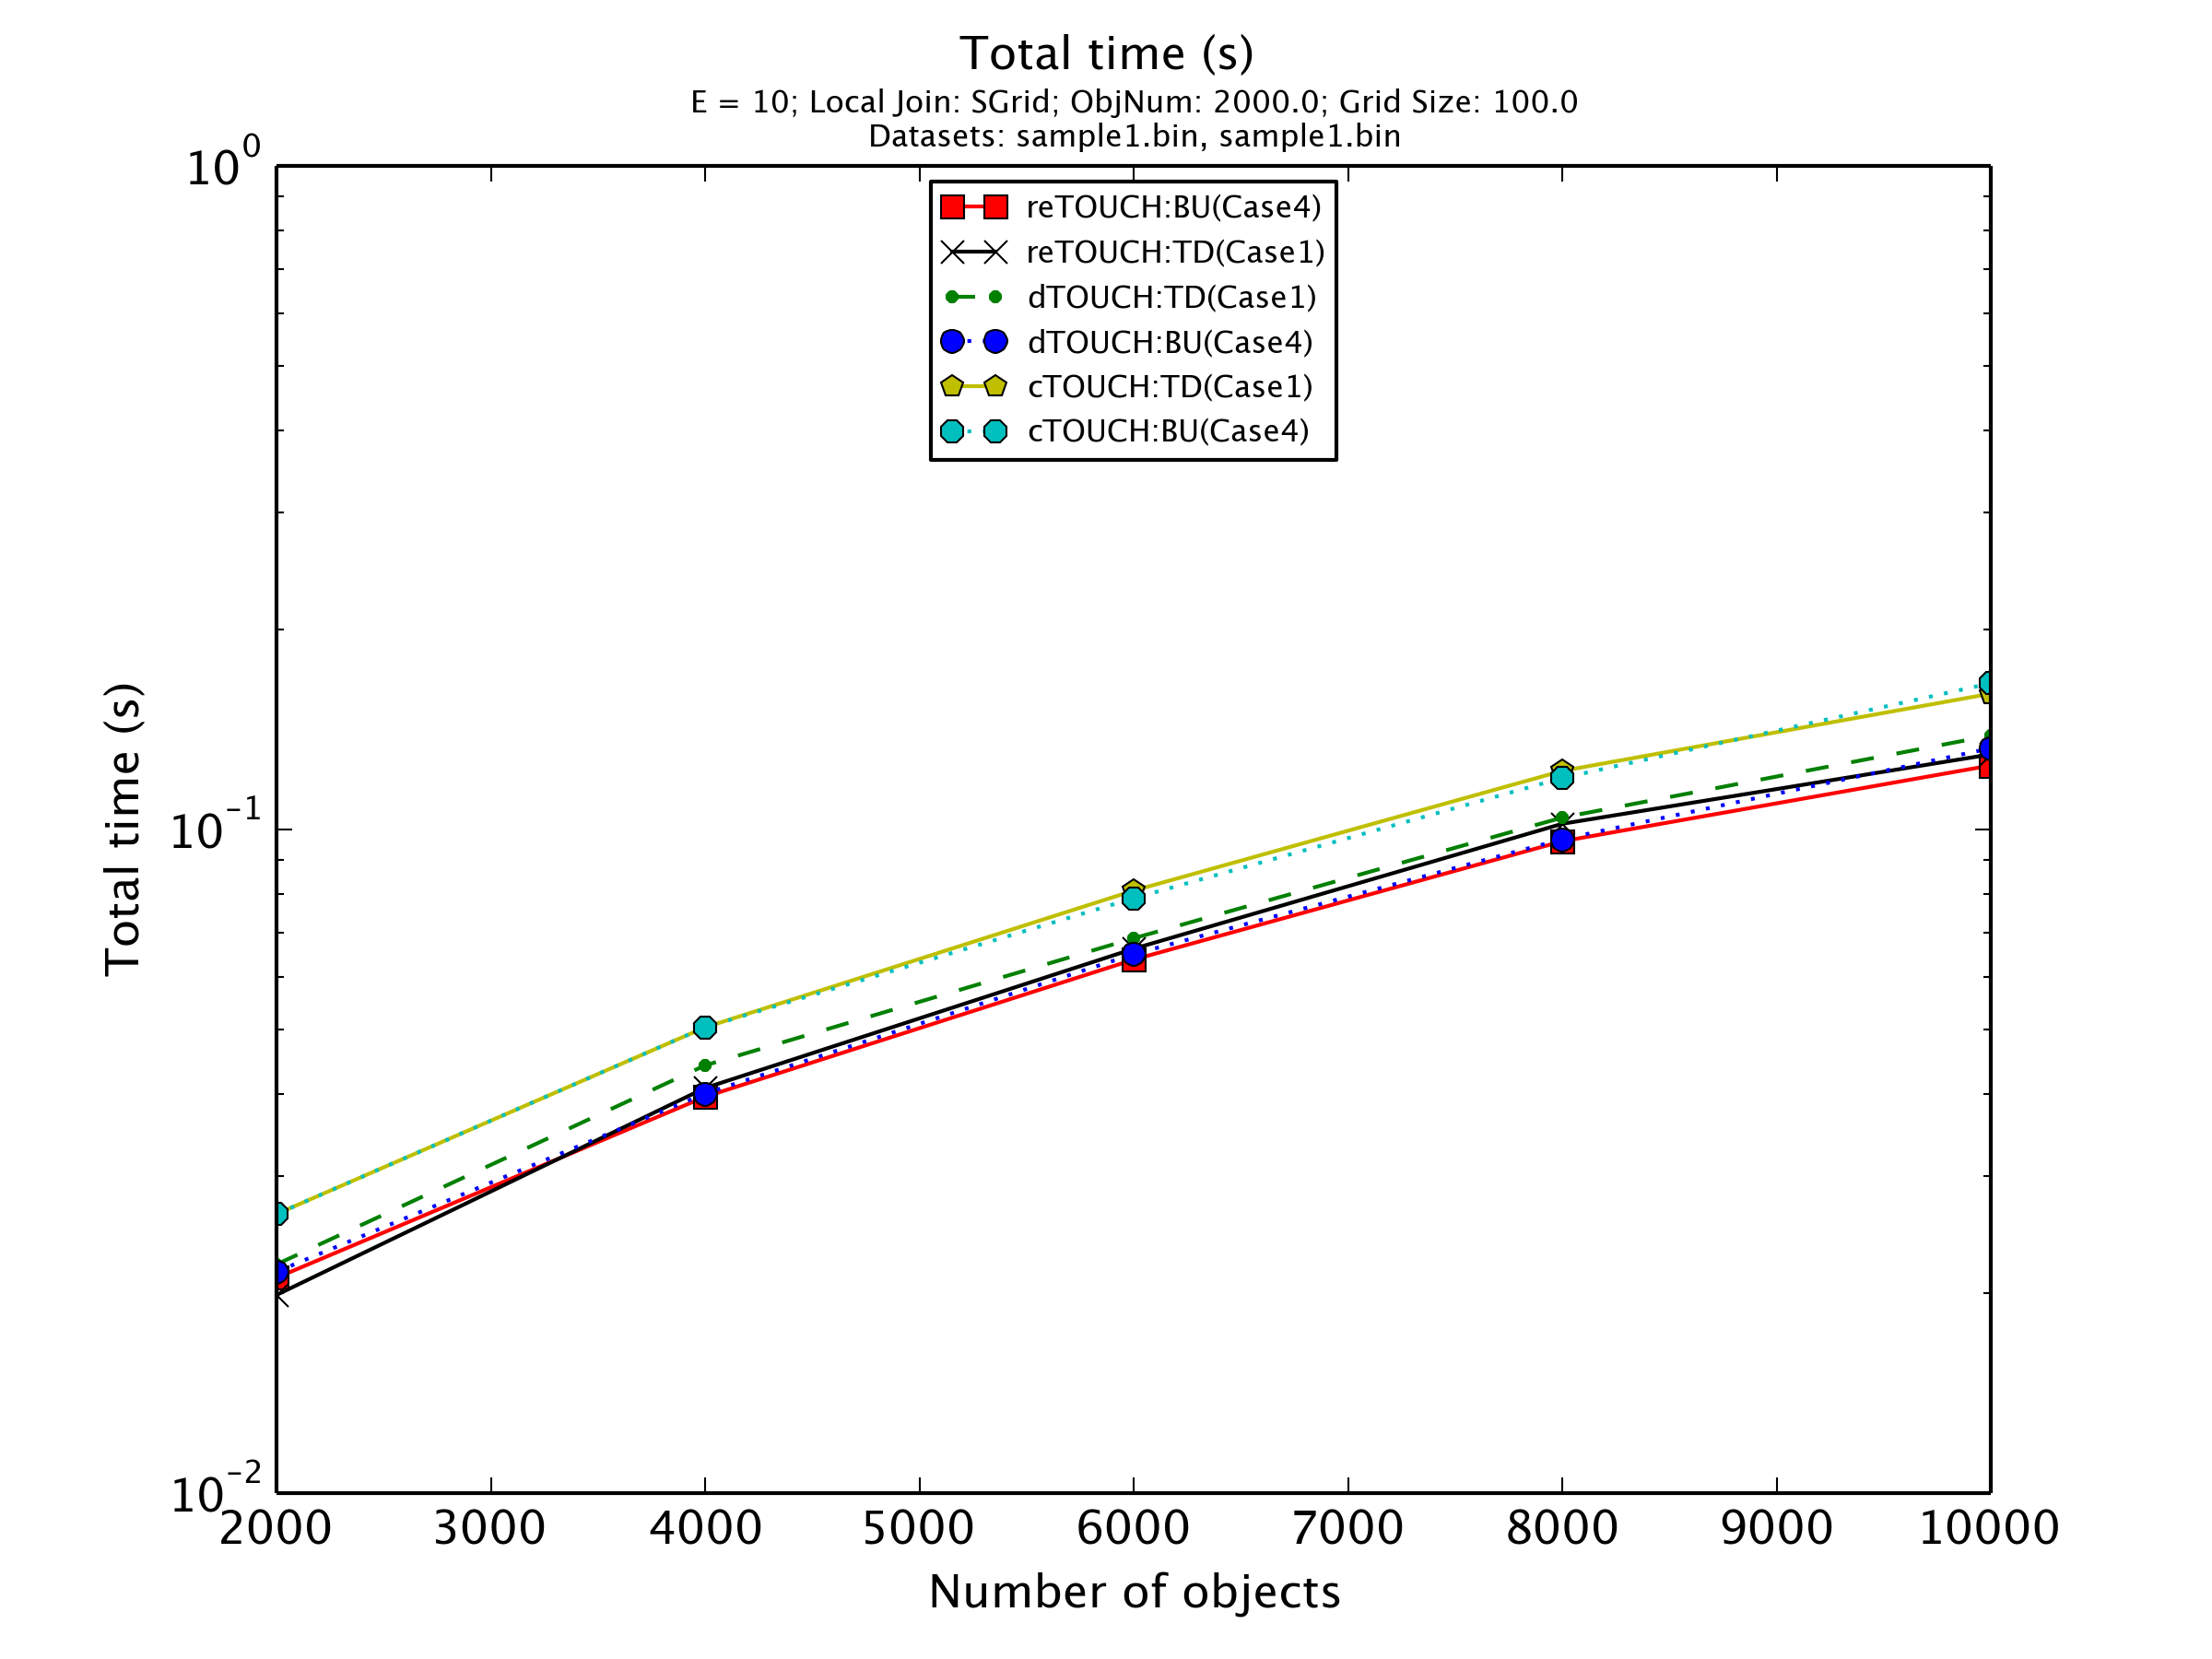 Total time (s)
E = 10; Local Join: SGrid; ObjNum: 2000.0; Grid Size: 100.0
Datasets: sample1.bin, sample1.bin
10^0
reTOUCH:BU(Case4)
reTOUCH:TD(Case1)
dTOUCH:TD(Case1)
dTOUCH:BU(Case4)
cTOUCH:TD(Case1)
cTOUCH:BU(Case4)
Total time (s)
10^-1
10^-2
2000 3000 4000 5000 6000 7000 8000 9000 10000
Number of objects